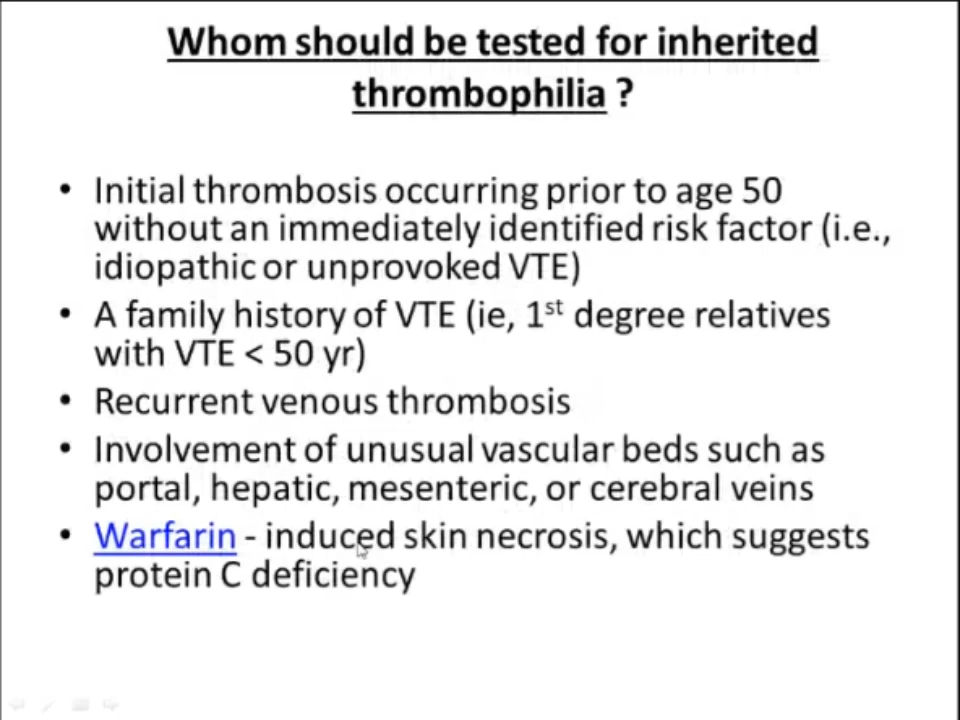 Whom should be tested for inherited
thrombophilia ?
• Initial thrombosis occurring prior to age 50
without an immediately identified risk factor (i.e.,
idiopathic or unprovoked VTE)
• A family history of VTE (ie, 1st degree relatives
with VTE < 50 yr)
• Recurrent venous thrombosis
• Involvement of unusual vascular beds such as
portal, hepatic, mesenteric, or cerebral veins
• Warfarin - induced skin necrosis, which suggests
protein C deficiency